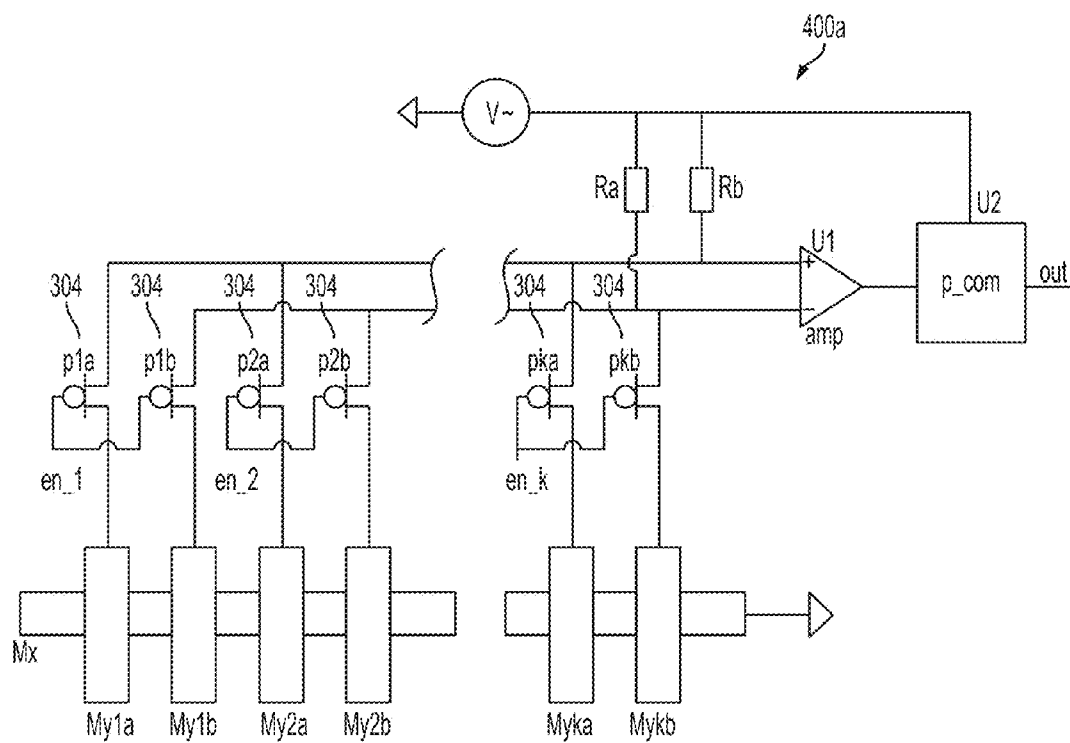 400a
V~
Ra
Rb
U2
U1
+
p_com
out
-
amp
304 304 304 304 304 304
p1a p1b p2a p2b pka pkb
en_1 en_2 en_k
Mx
My1a My1b My2a My2b Myka Mykb